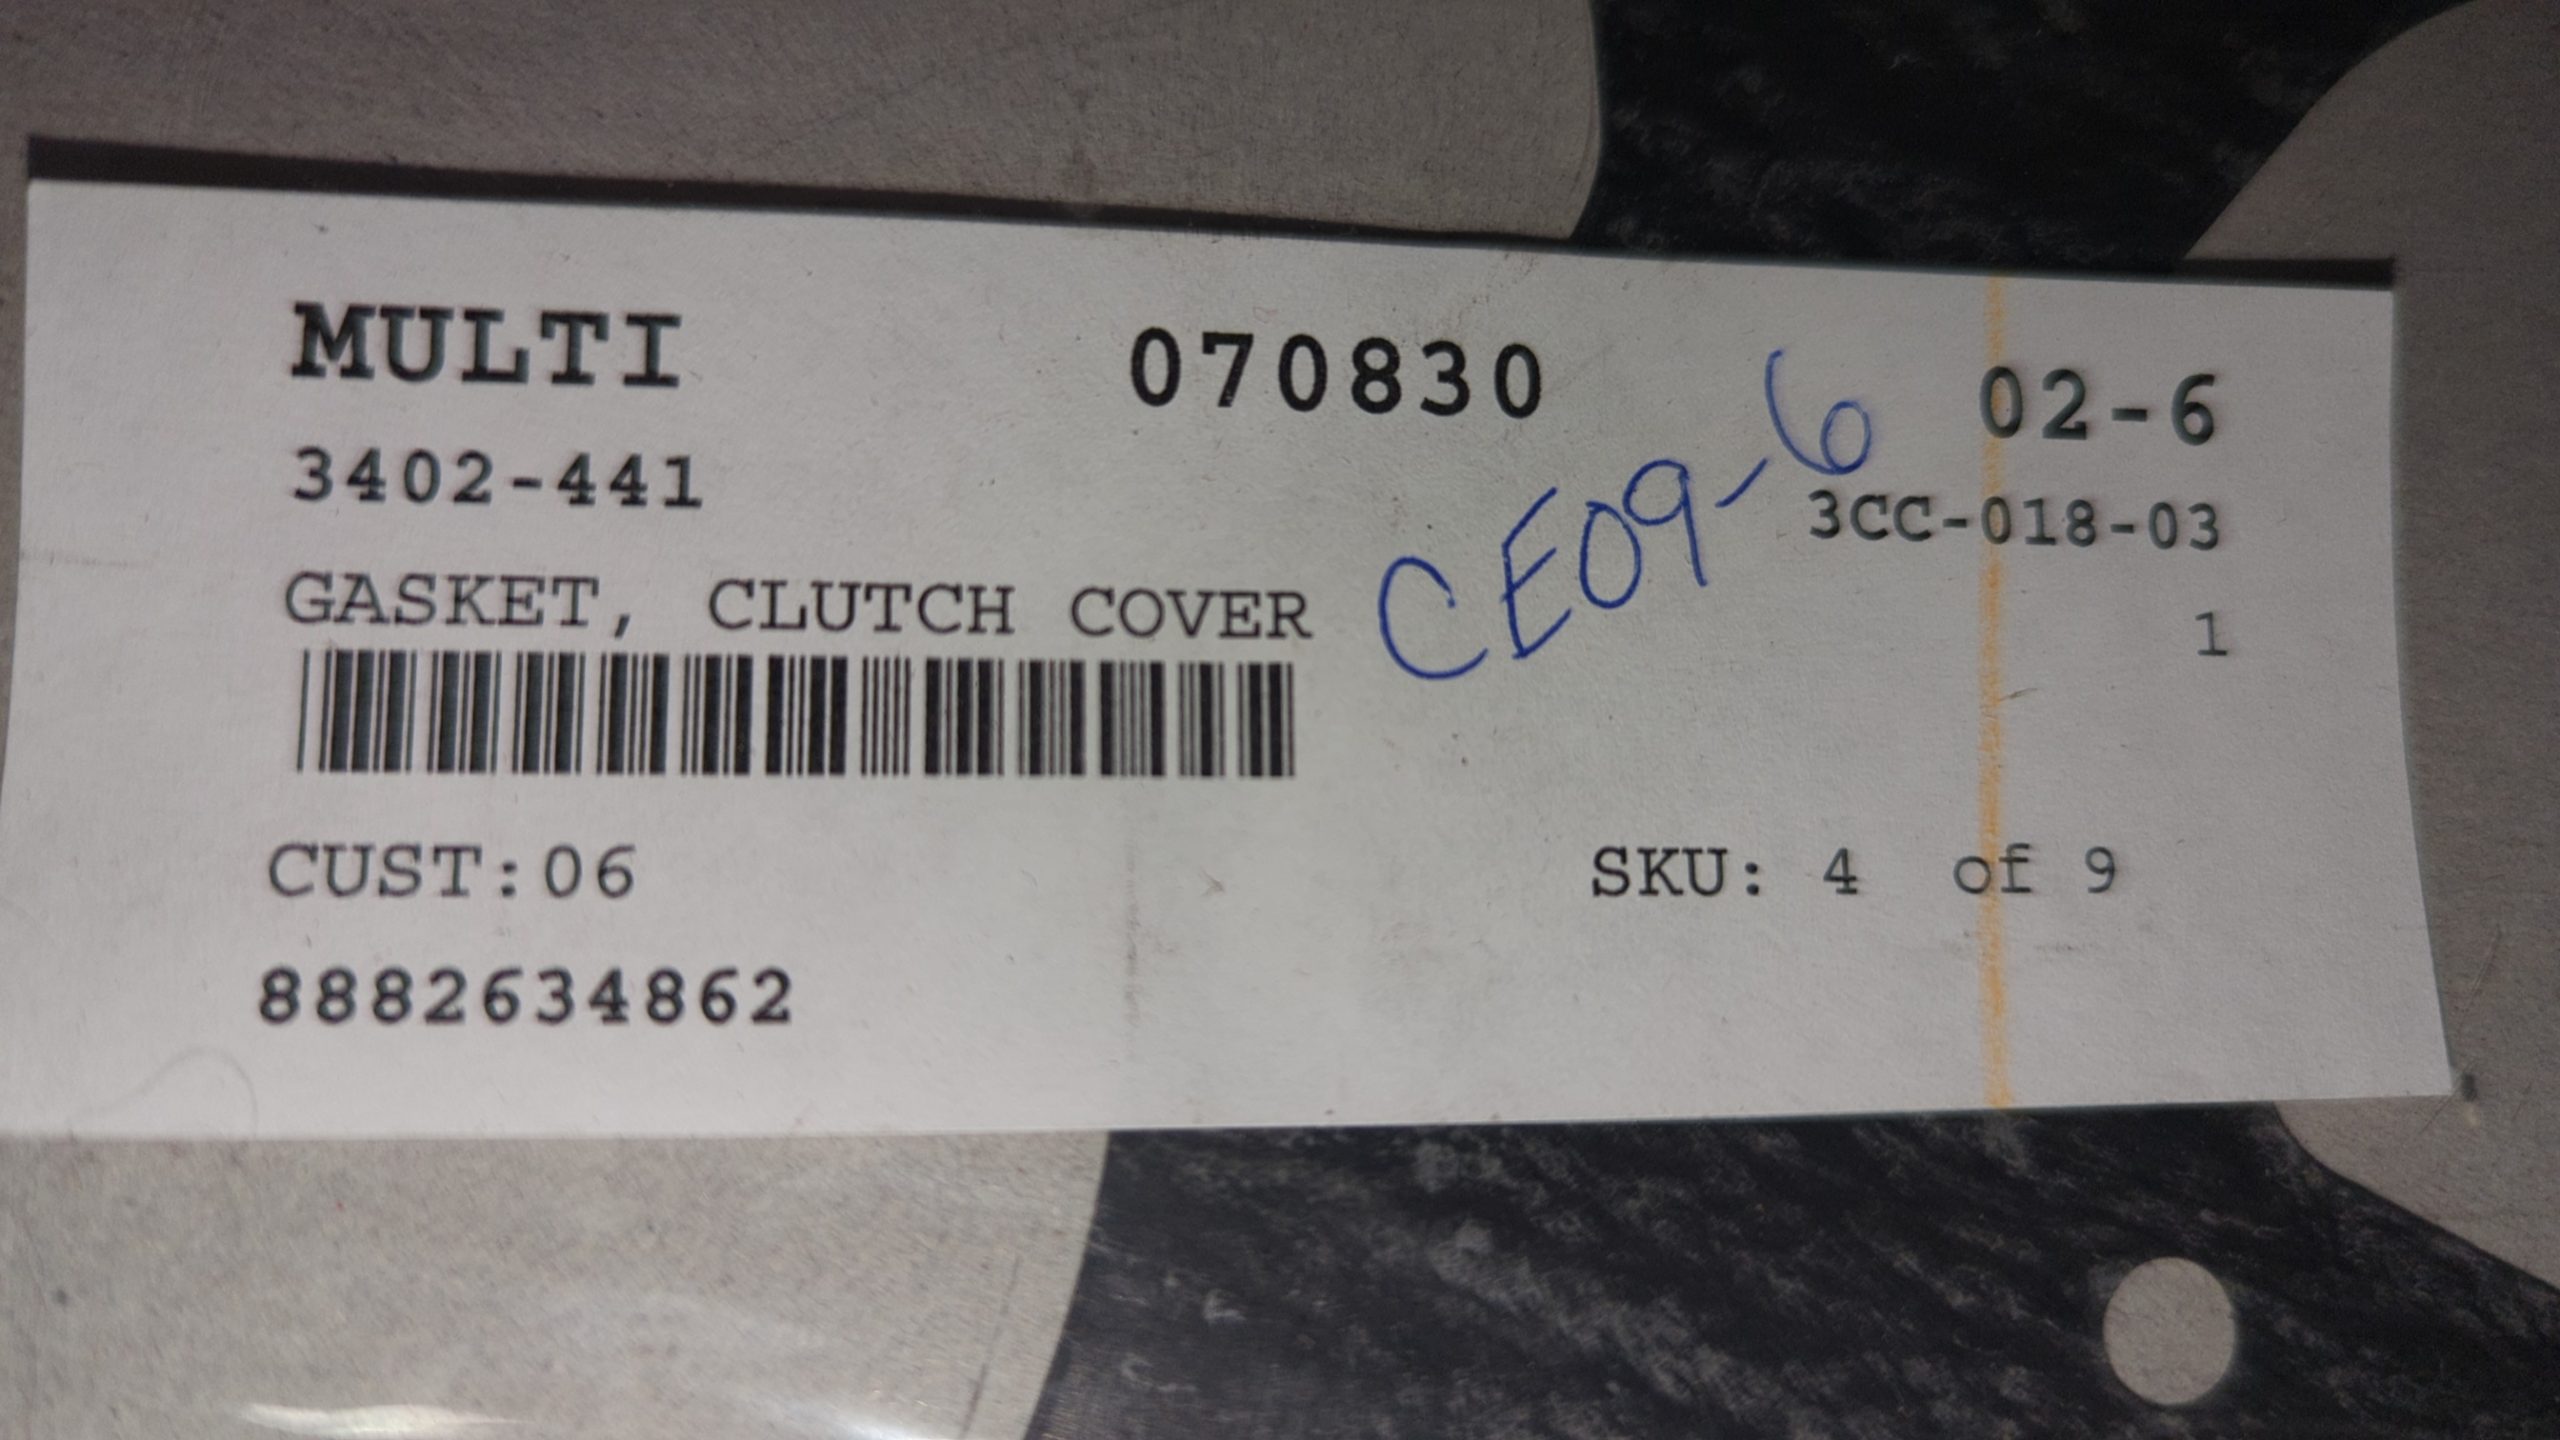 MULTI 070830 02-6
3402-441 3CC-018-03
CE09-6
GASKET, CLUTCH COVER 1
CUST:06 SKU: 4 of 9
8882634862